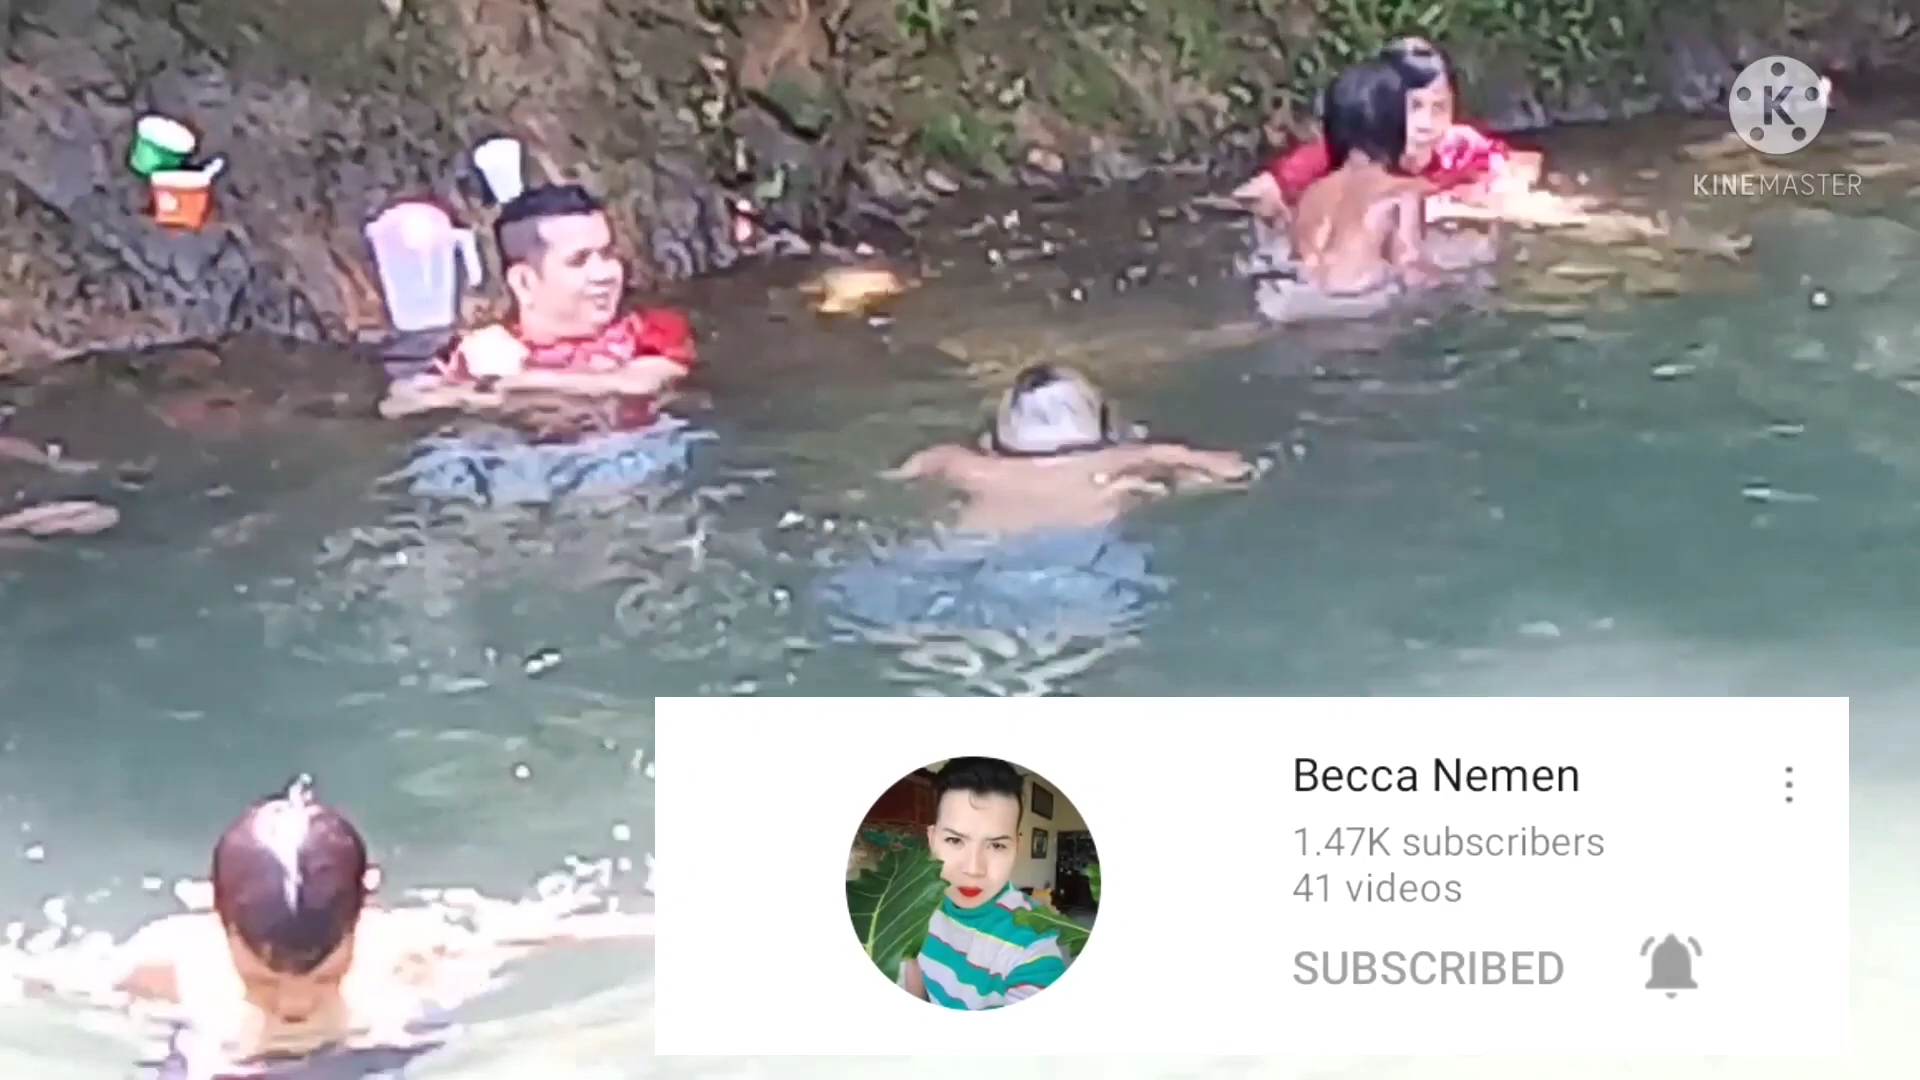 K
KINEMASTER
Becca Nemen
1.47K subscribers
41 videos
SUBSCRIBED